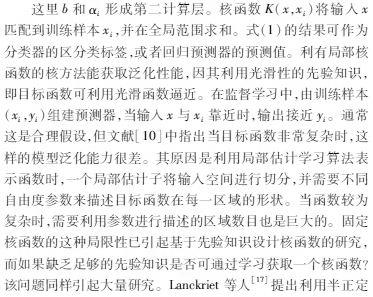 这里 b 和 αᵢ 形成第二计算层。核函数 K(x,xᵢ)将输入 x
匹配到训练样本 xᵢ,并在全局范围求和。式(1)的结果可作为
分类器的区分类标签,或者回归预测器的预测值。利有局部核
函数的核方法能获取泛化性能,因其利用光滑性的先验知识,
即目标函数可利用光滑函数逼近。在监督学习中,由训练样本
(xᵢ,yᵢ)组建预测器,当输入 x 与 xᵢ 靠近时,输出接近 yᵢ。通常
这是合理假设,但文献[10]中指出当目标函数非常复杂时,这
样的模型泛化能力很差。其原因是利用局部估计学习算法表
示函数时,一个局部估计子将输入空间进行切分,并需要不同
自由度参数来描述目标函数在每一区域的形状。当函数较为
复杂时,需要利用参数进行描述的区域数目也是巨大的。固定
核函数的这种局限性已引起基于先验知识设计核函数的研究,
而如果缺乏足够的先验知识是否可通过学习获取一个核函数?
该问题同样引起大量研究。Lanckriet 等人[17]提出利用半正定